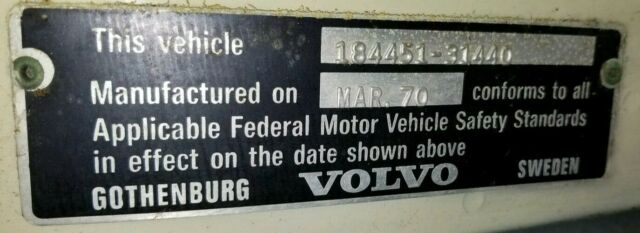 This vehicle 184451-31440
Manufactured on MAR. 70 conforms to all
Applicable Federal Motor Vehicle Safety Standards
in effect on the date shown above
GOTHENBURG VOLVO SWEDEN